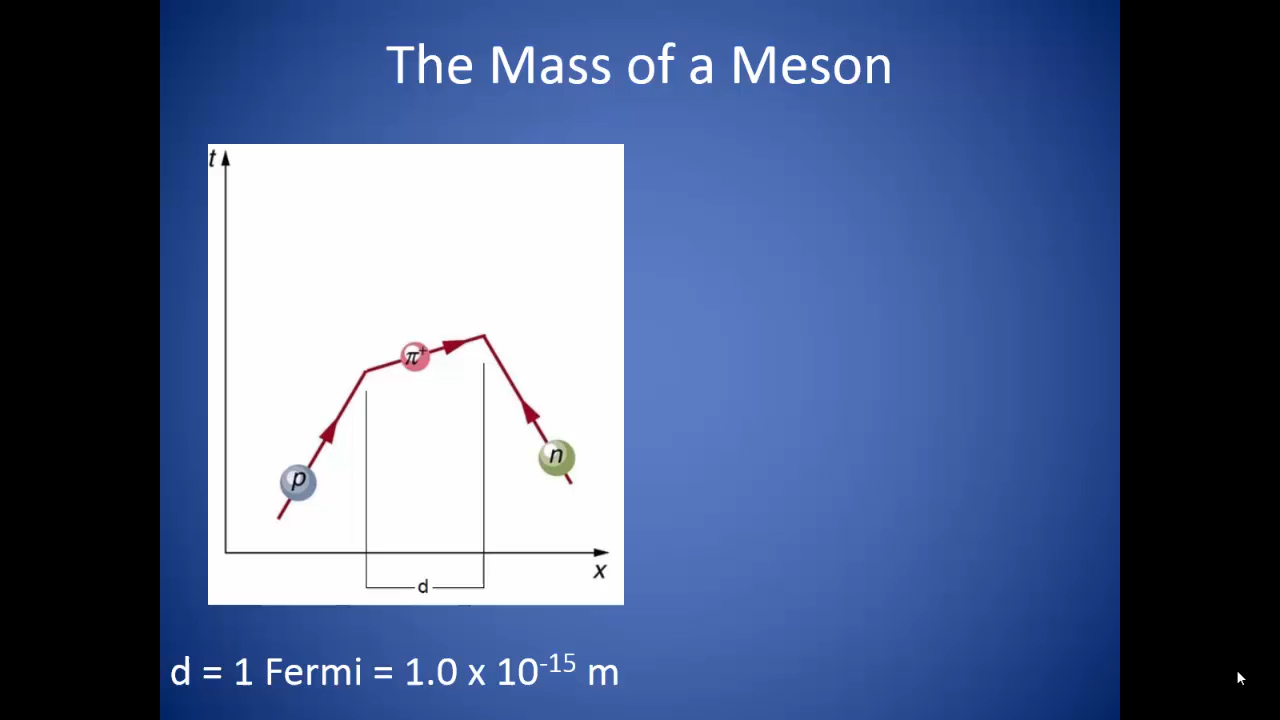 The Mass of a Meson
t
π⁺
p
n
x
d
d = 1 Fermi = 1.0 x 10⁻¹⁵ m